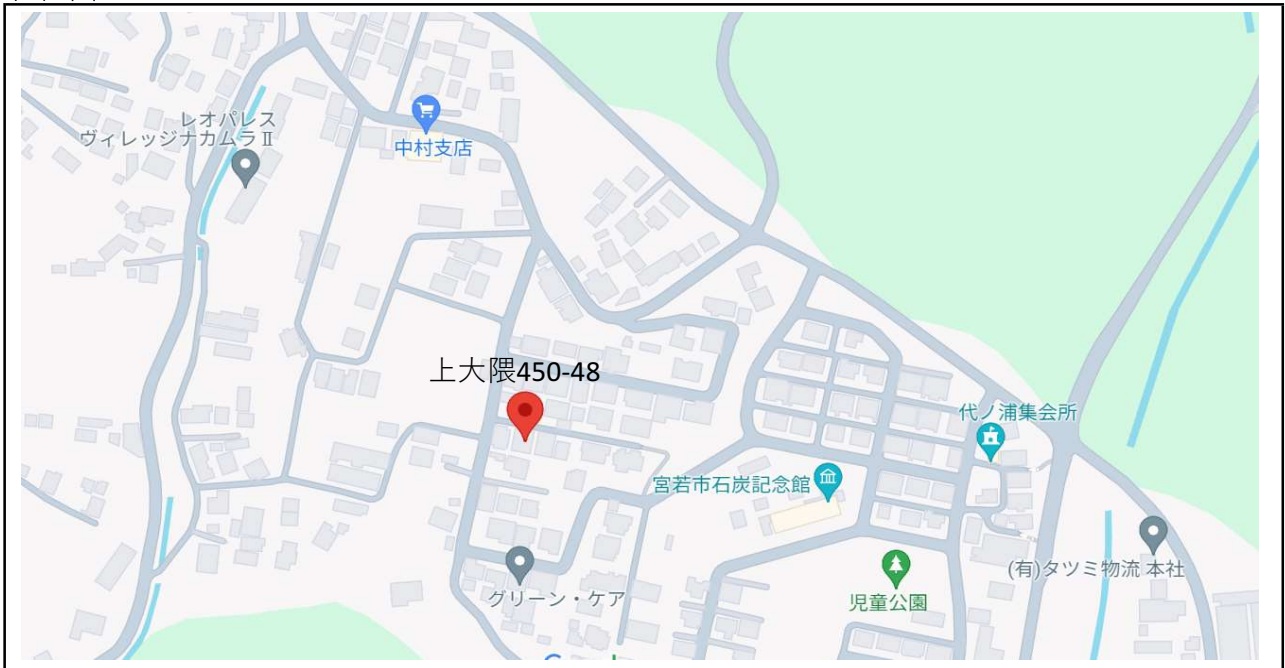 レオパレス
ヴィレッジナカムラⅡ
中村支店
上大隈450-48
代ノ浦集会所
宮若市石炭記念館
(有)タツミ物流 本社
グリーン・ケア
児童公園